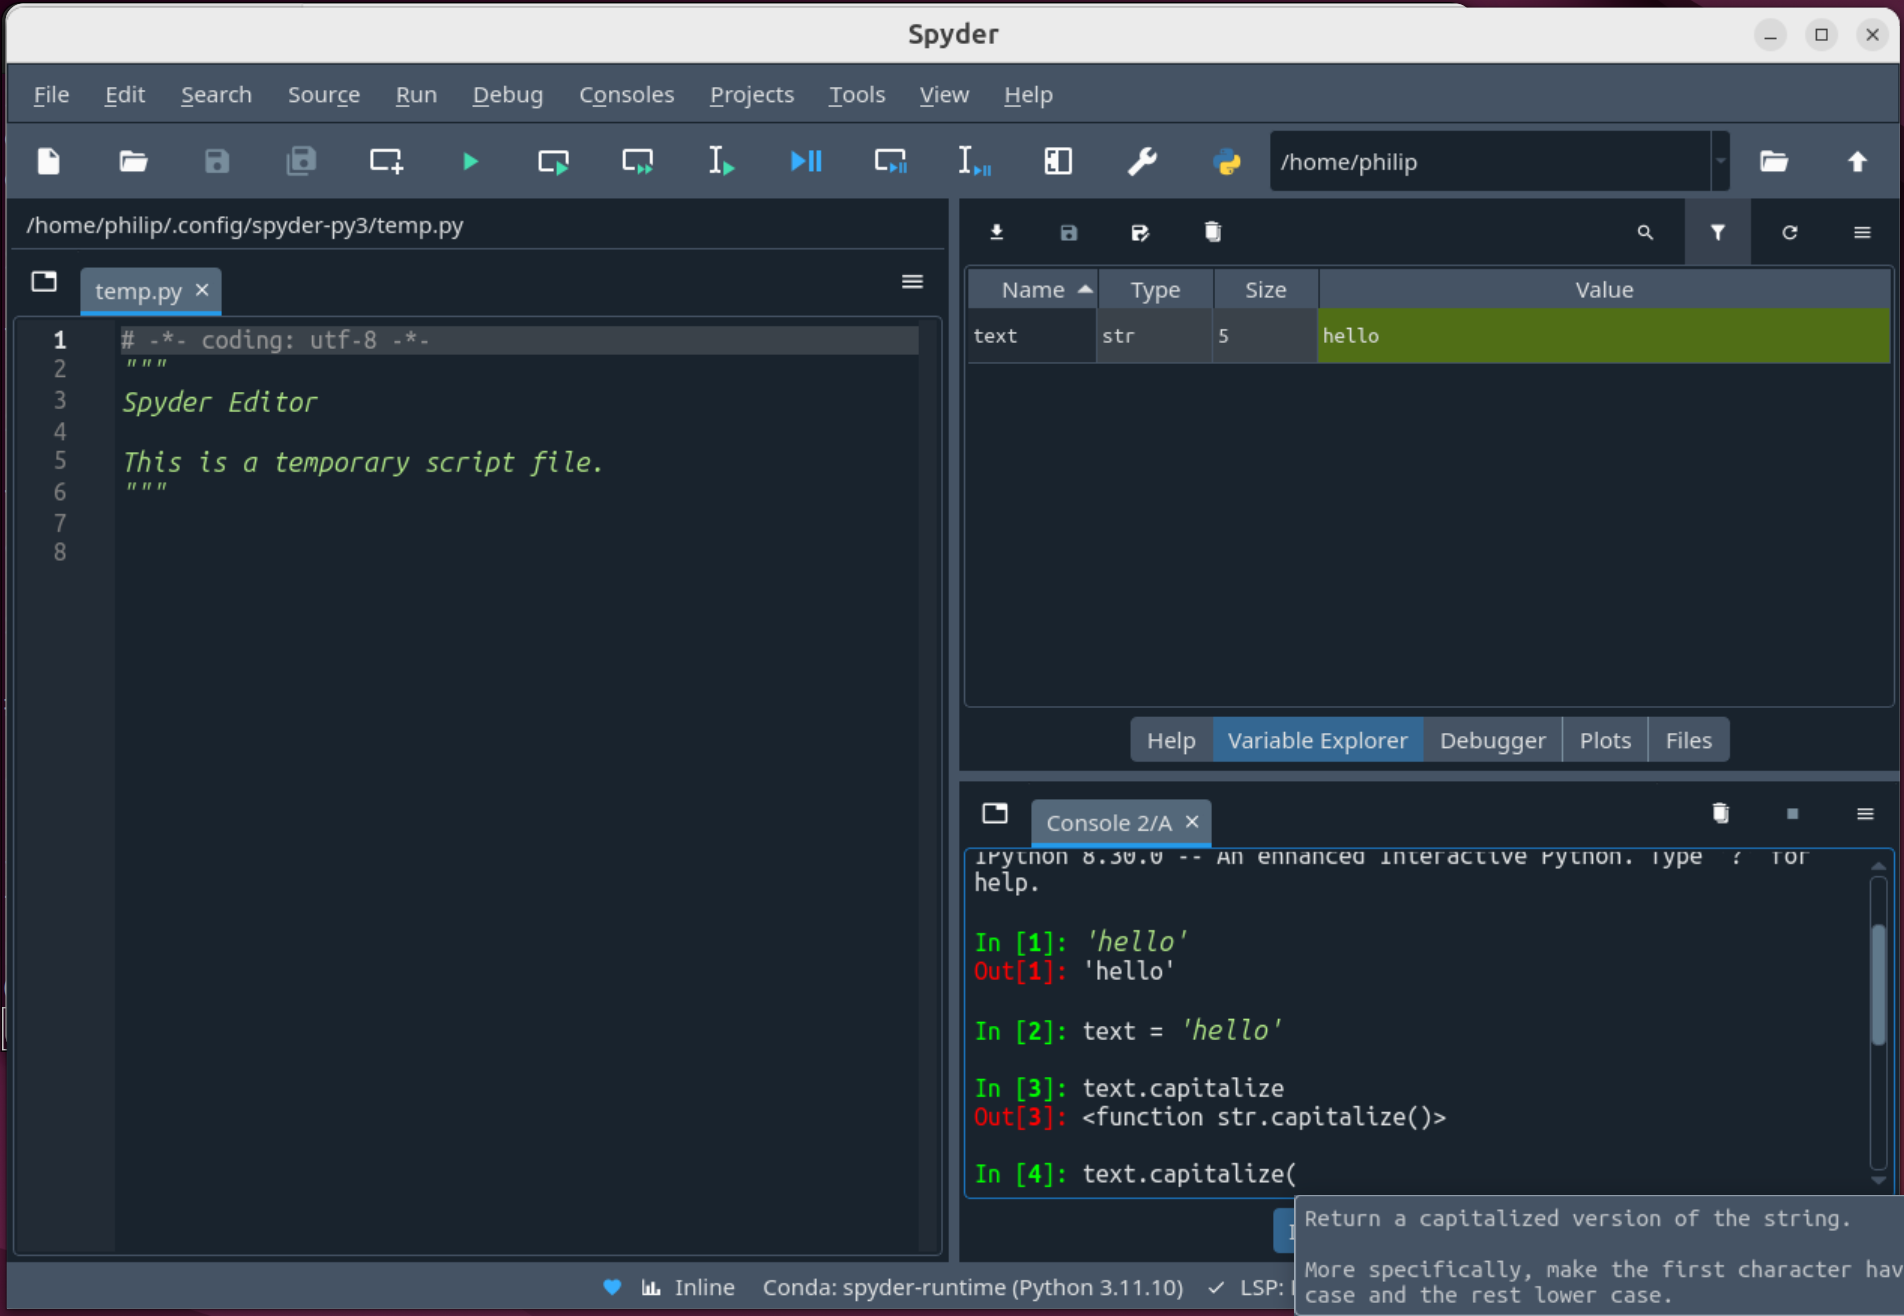 Spyder
File Edit Search Source Run Debug Consoles Projects Tools View Help
/home/philip
/home/philip/.config/spyder-py3/temp.py
temp.py
1 # -*- coding: utf-8 -*-
2 """
3 Spyder Editor
4
5 This is a temporary script file.
6 """
7
8
Name Type Size Value
text str 5 hello
Help Variable Explorer Debugger Plots Files
Console 2/A
IPython 8.30.0 -- An enhanced Interactive Python. Type '?' for
help.
In [1]: 'hello'
Out[1]: 'hello'
In [2]: text = 'hello'
In [3]: text.capitalize
Out[3]: <function str.capitalize()>
In [4]: text.capitalize(
Return a capitalized version of the string.
More specifically, make the first character hav
case and the rest lower case.
Inline Conda: spyder-runtime (Python 3.11.10) LSP: